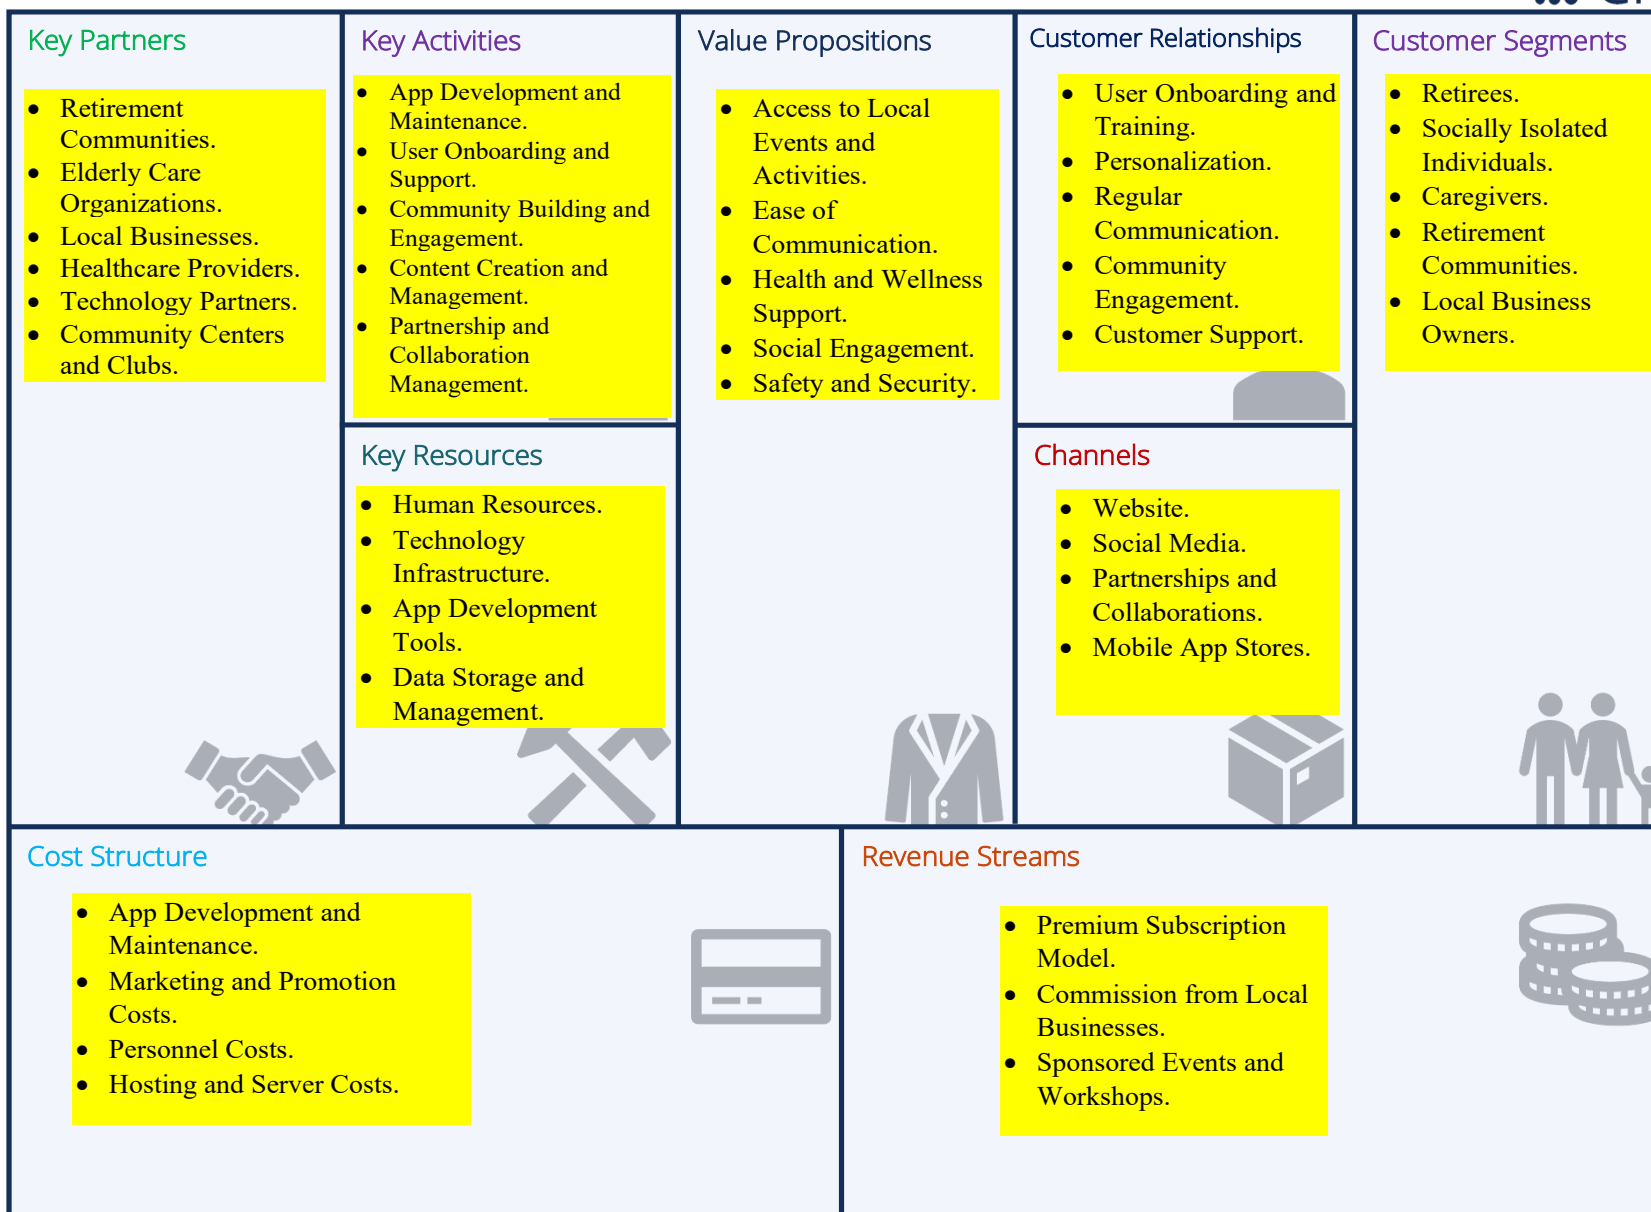 Key Partners
Retirement
Communities.
Elderly Care
Organizations.
Local Businesses.
Healthcare Providers.
Technology Partners.
Community Centers
and Clubs.
Key Activities
App Development and
Maintenance.
User Onboarding and
Support.
Community Building and
Engagement.
Content Creation and
Management.
Partnership and
Collaboration
Management.
Key Resources
Human Resources.
Technology
Infrastructure.
App Development
Tools.
Data Storage and
Management.
Value Propositions
Access to Local
Events and
Activities.
Ease of
Communication.
Health and Wellness
Support.
Social Engagement.
Safety and Security.
Customer Relationships
User Onboarding and
Training.
Personalization.
Regular
Communication.
Community
Engagement.
Customer Support.
Channels
Website.
Social Media.
Partnerships and
Collaborations.
Mobile App Stores.
Customer Segments
Retirees.
Socially Isolated
Individuals.
Caregivers.
Retirement
Communities.
Local Business
Owners.
Cost Structure
App Development and
Maintenance.
Marketing and Promotion
Costs.
Personnel Costs.
Hosting and Server Costs.
Revenue Streams
Premium Subscription
Model.
Commission from Local
Businesses.
Sponsored Events and
Workshops.